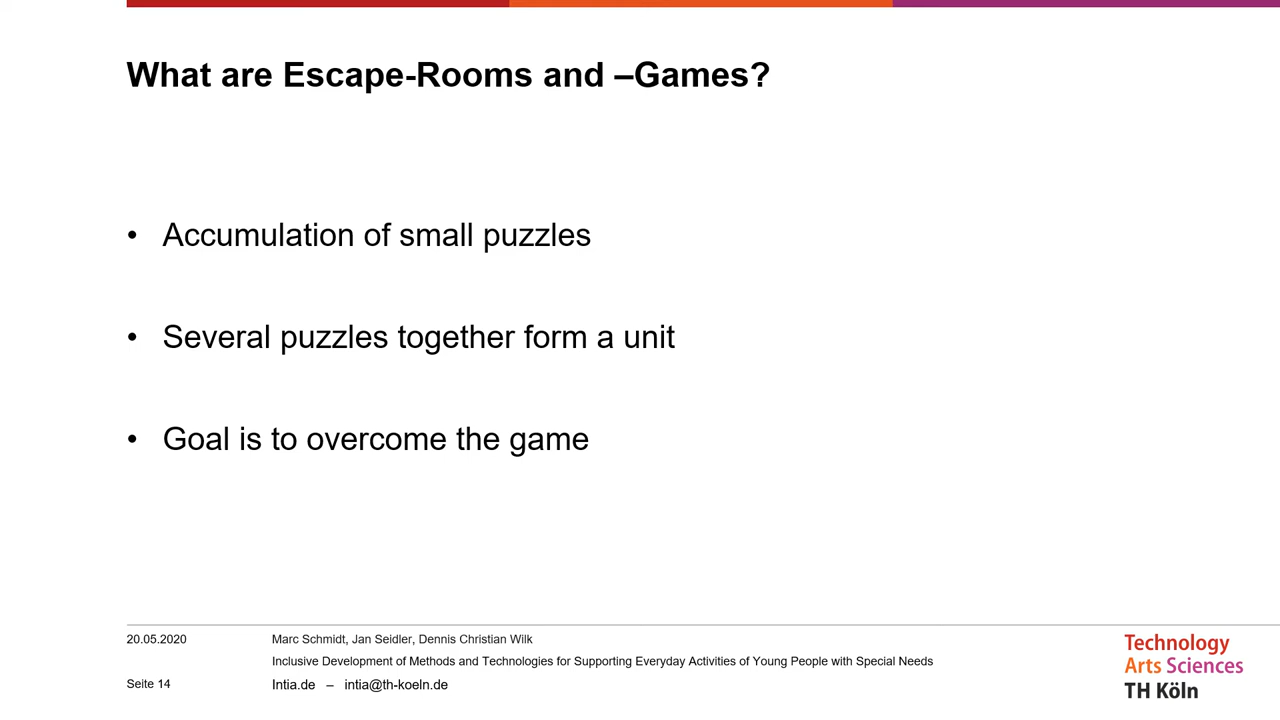 What are Escape-Rooms and –Games?
• Accumulation of small puzzles
• Several puzzles together form a unit
• Goal is to overcome the game
20.05.2020
Marc Schmidt, Jan Seidler, Dennis Christian Wilk
Inclusive Development of Methods and Technologies for Supporting Everyday Activities of Young People with Special Needs
Seite 14
Intia.de – intia@th-koeln.de
Technology
Arts Sciences
TH Köln